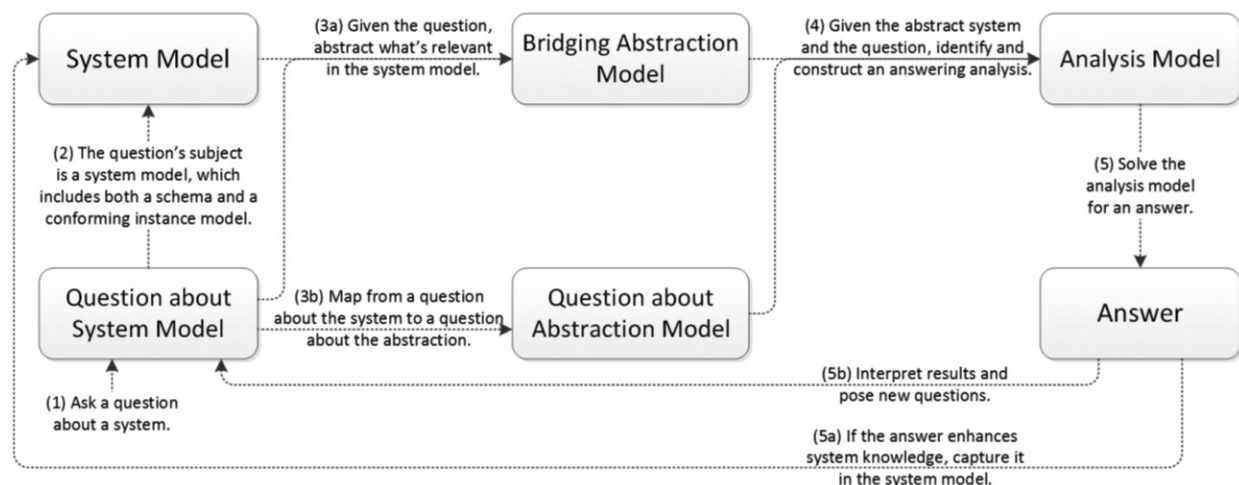 System Model
(3a) Given the question,
abstract what's relevant
in the system model.
Bridging Abstraction
Model
(4) Given the abstract system
and the question, identify and
construct an answering analysis.
Analysis Model
(2) The question's subject
is a system model, which
includes both a schema and a
conforming instance model.
(5) Solve the
analysis model
for an answer.
Question about
System Model
(3b) Map from a question
about the system to a question
about the abstraction.
Question about
Abstraction Model
Answer
(1) Ask a question
about a system.
(5b) Interpret results and
pose new questions.
(5a) If the answer enhances
system knowledge, capture it
in the system model.